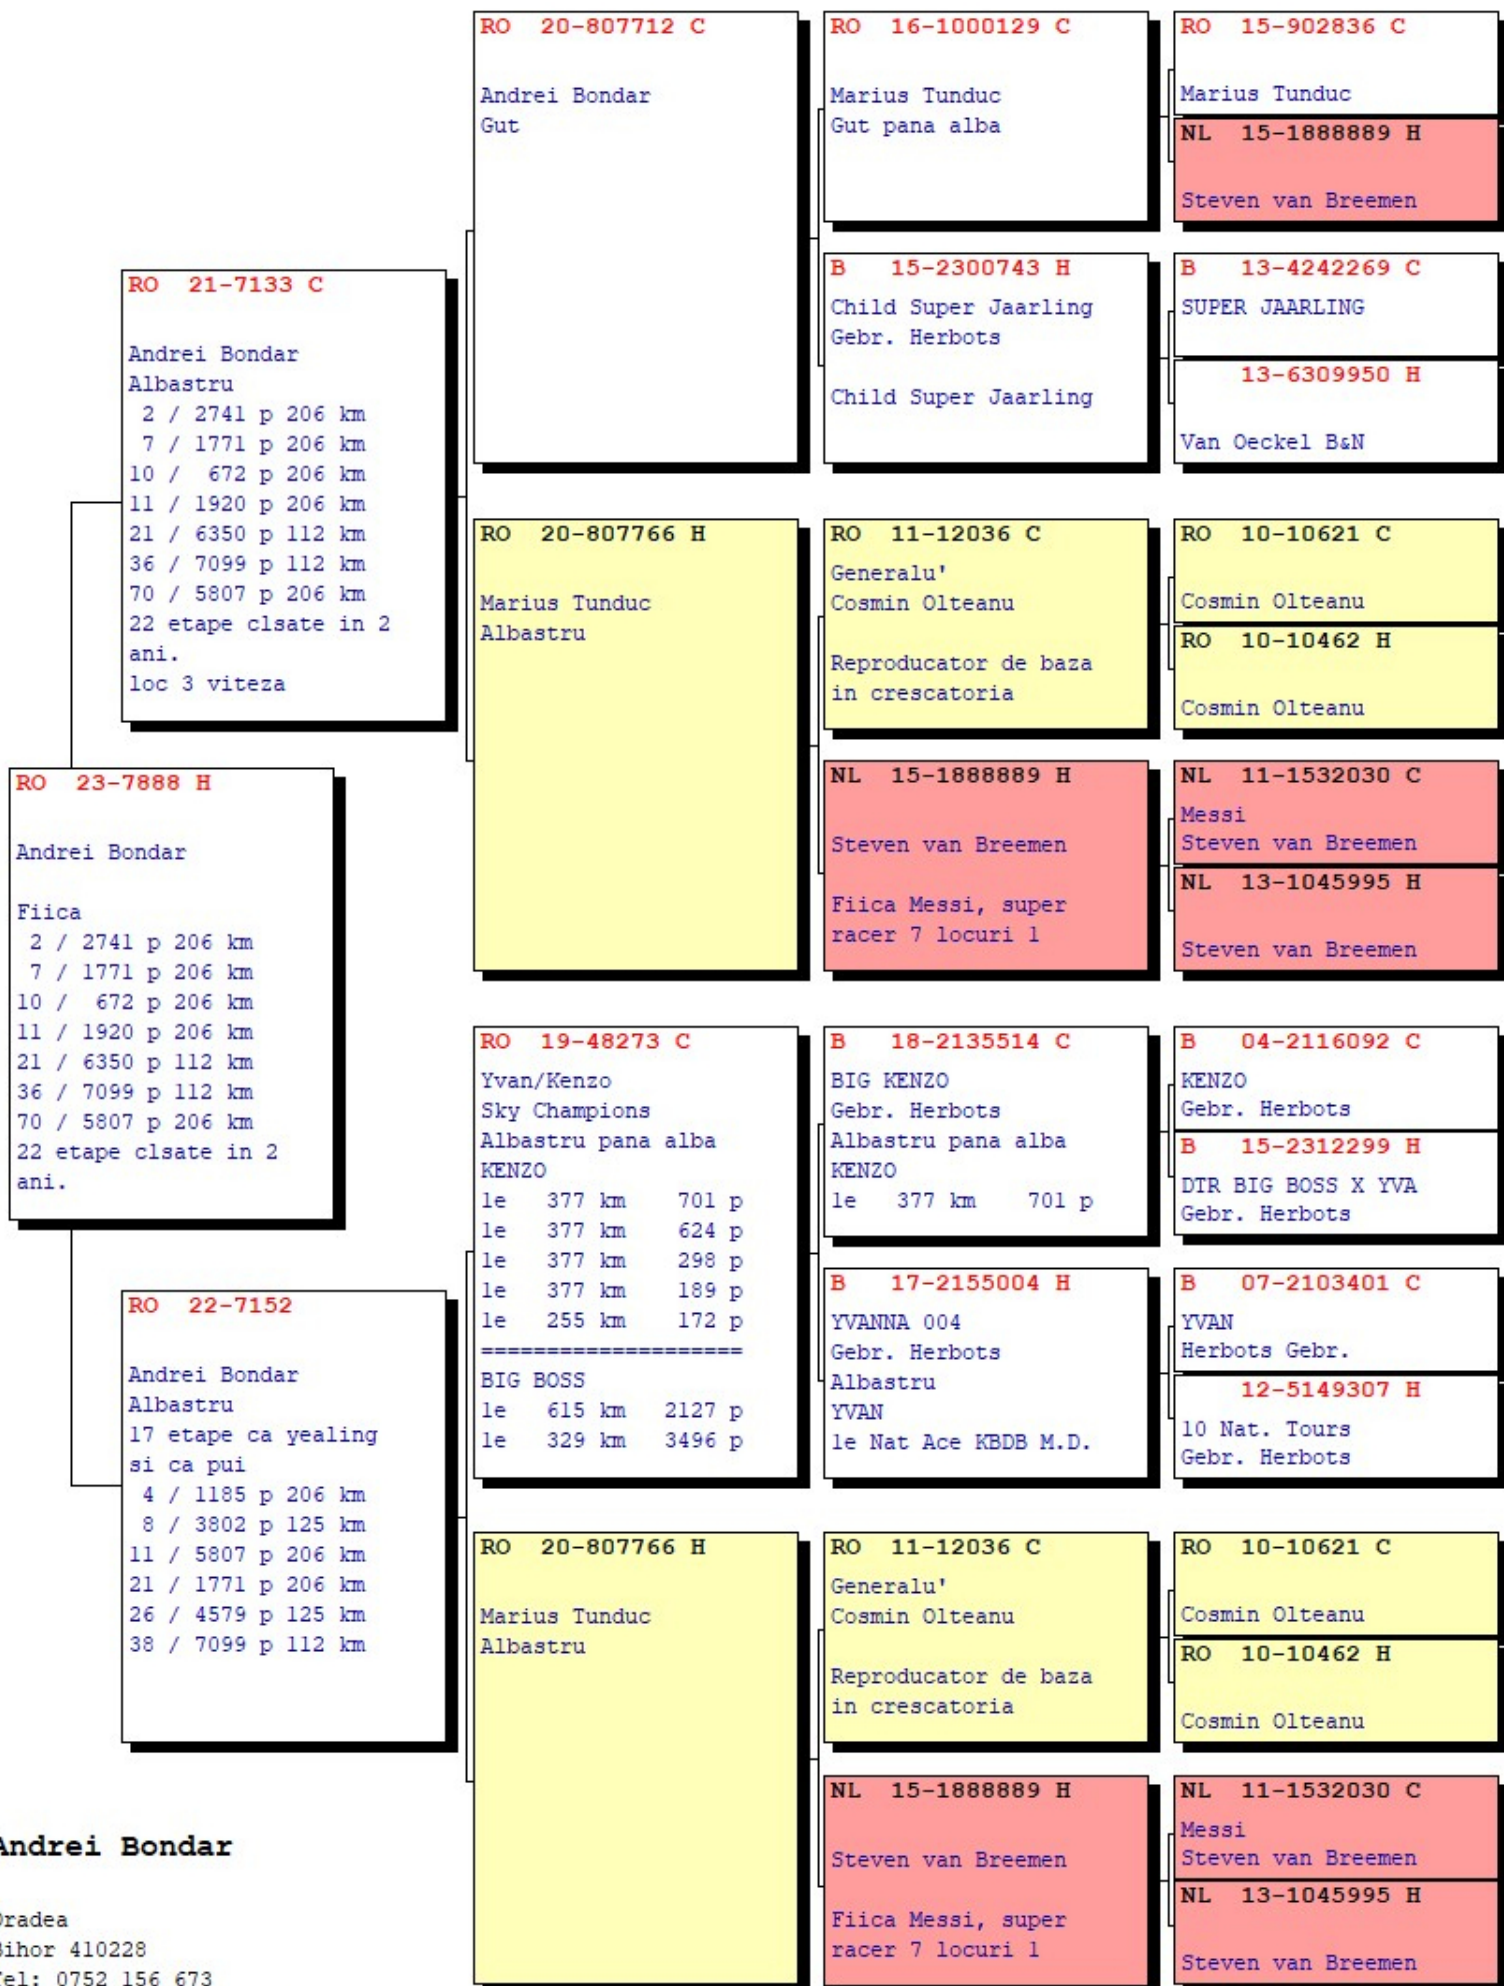 RO 23-7888 H
Andrei Bondar
Fiica
2 / 2741 p 206 km
7 / 1771 p 206 km
10 / 672 p 206 km
11 / 1920 p 206 km
21 / 6350 p 112 km
36 / 7099 p 112 km
70 / 5807 p 206 km
22 etape clsate in 2
ani.
RO 21-7133 C
Andrei Bondar
Albastru
2 / 2741 p 206 km
7 / 1771 p 206 km
10 / 672 p 206 km
11 / 1920 p 206 km
21 / 6350 p 112 km
36 / 7099 p 112 km
70 / 5807 p 206 km
22 etape clsate in 2
ani.
loc 3 viteza
RO 22-7152
Andrei Bondar
Albastru
17 etape ca yealing
si ca pui
4 / 1185 p 206 km
8 / 3802 p 125 km
11 / 5807 p 206 km
21 / 1771 p 206 km
26 / 4579 p 125 km
38 / 7099 p 112 km
RO 20-807712 C
Andrei Bondar
Gut
RO 20-807766 H
Marius Tunduc
Albastru
RO 19-48273 C
Yvan/Kenzo
Sky Champions
Albastru pana alba
KENZO
1e 377 km 701 p
1e 377 km 624 p
1e 377 km 298 p
1e 377 km 189 p
1e 255 km 172 p
====================
BIG BOSS
1e 615 km 2127 p
1e 329 km 3496 p
RO 20-807766 H
Marius Tunduc
Albastru
RO 16-1000129 C
Marius Tunduc
Gut pana alba
B 15-2300743 H
Child Super Jaarling
Gebr. Herbots
Child Super Jaarling
RO 11-12036 C
Generalu'
Cosmin Olteanu
Reproducator de baza
in crescatoria
NL 15-1888889 H
Steven van Breemen
Fiica Messi, super
racer 7 locuri 1
B 18-2135514 C
BIG KENZO
Gebr. Herbots
Albastru pana alba
KENZO
1e 377 km 701 p
B 17-2155004 H
YVANNA 004
Gebr. Herbots
Albastru
YVAN
1e Nat Ace KBDB M.D.
RO 11-12036 C
Generalu'
Cosmin Olteanu
Reproducator de baza
in crescatoria
NL 15-1888889 H
Steven van Breemen
Fiica Messi, super
racer 7 locuri 1
RO 15-902836 C
Marius Tunduc
NL 15-1888889 H
Steven van Breemen
B 13-4242269 C
SUPER JAARLING
13-6309950 H
Van Oeckel B&N
RO 10-10621 C
Cosmin Olteanu
RO 10-10462 H
Cosmin Olteanu
NL 11-1532030 C
Messi
Steven van Breemen
NL 13-1045995 H
Steven van Breemen
B 04-2116092 C
KENZO
Gebr. Herbots
B 15-2312299 H
DTR BIG BOSS X YVA
Gebr. Herbots
B 07-2103401 C
YVAN
Herbots Gebr.
12-5149307 H
10 Nat. Tours
Gebr. Herbots
RO 10-10621 C
Cosmin Olteanu
RO 10-10462 H
Cosmin Olteanu
NL 11-1532030 C
Messi
Steven van Breemen
NL 13-1045995 H
Steven van Breemen
Andrei Bondar
Oradea
Bihor 410228
Tel: 0752 156 673